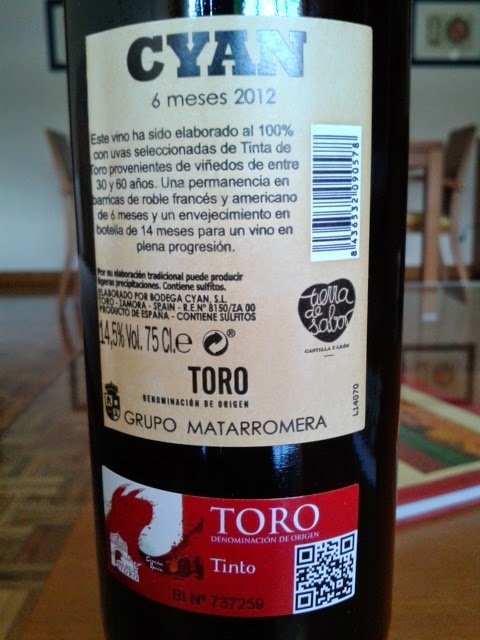 CYAN
6 meses 2012
Este vino ha sido elaborado al 100%
con uvas seleccionadas de Tinta de
Toro provenientes de viñedos de entre
30 y 60 años. Una permanencia en
barricas de roble francés y americano
de 6 meses y un envejecimiento en
botella de 14 meses para un vino en
plena progresión.
84365321090578
Por su elaboración tradicional puede producir
ligeras precipitaciones. Contiene sulfitos.
ELABORADO POR BODEGA CYAN, S.L.
TORO - ZAMORA - SPAIN - R.E.Nº 8150/ZA 00
PRODUCTO DE ESPAÑA - CONTIENE SULFITOS
14,5% Vol. 75 Cl.e
®
tierra
de
sabor
CASTILLA Y LEÓN
TORO
DENOMINACIÓN DE ORIGEN
GRUPO MATARROMERA
L14070
TORO
DENOMINACIÓN DE ORIGEN
Tinto
TORO
BI Nº 737259